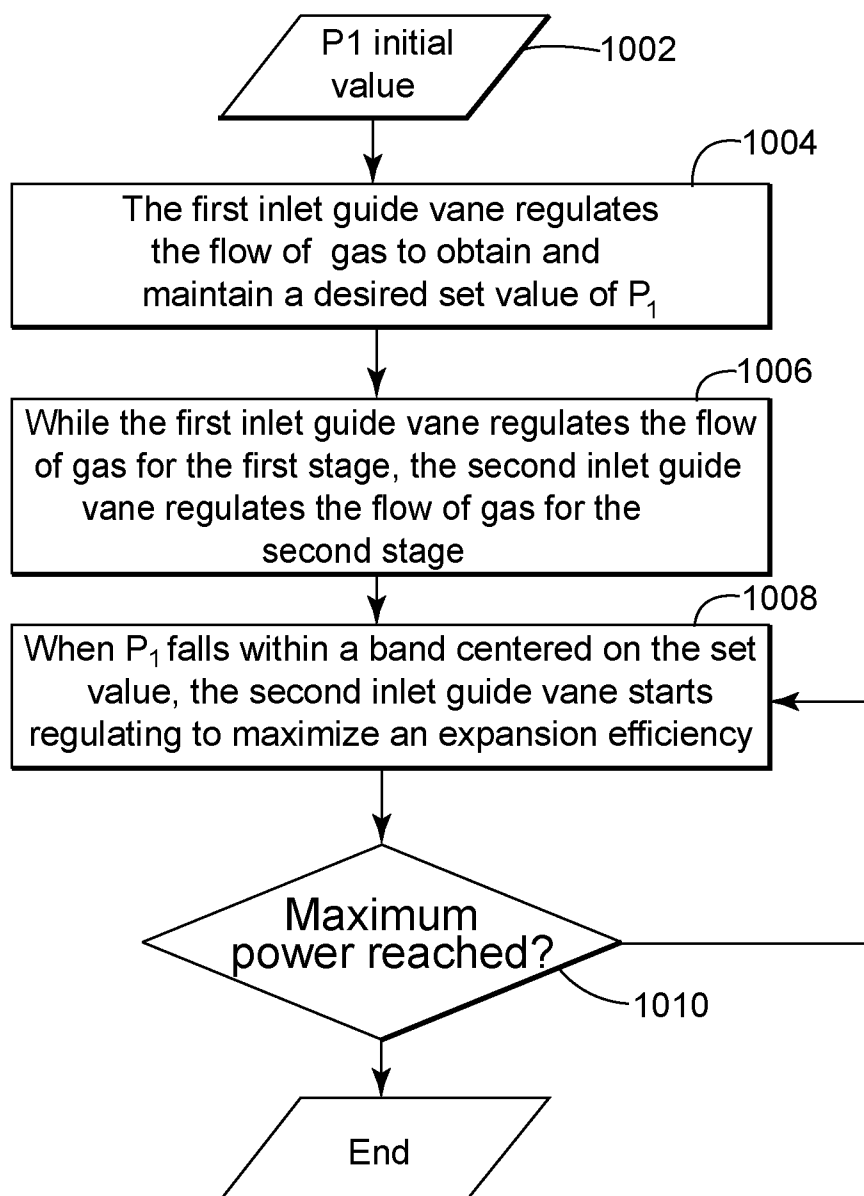 P1 initial
value
1002
1004
The first inlet guide vane regulates
the flow of gas to obtain and
maintain a desired set value of P₁
1006
While the first inlet guide vane regulates the flow
of gas for the first stage, the second inlet guide
vane regulates the flow of gas for the
second stage
1008
When P₁ falls within a band centered on the set
value, the second inlet guide vane starts
regulating to maximize an expansion efficiency
Maximum
power reached?
1010
End